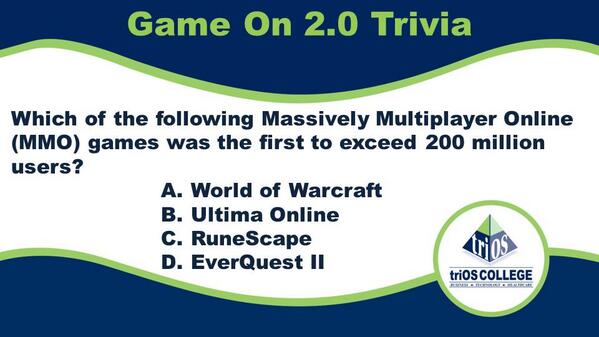 Game On 2.0 Trivia
Which of the following Massively Multiplayer Online
(MMO) games was the first to exceed 200 million
users?
A. World of Warcraft
B. Ultima Online
C. RuneScape
D. EverQuest II
triOS
triOS COLLEGE
BUSINESS • TECHNOLOGY • HEALTHCARE